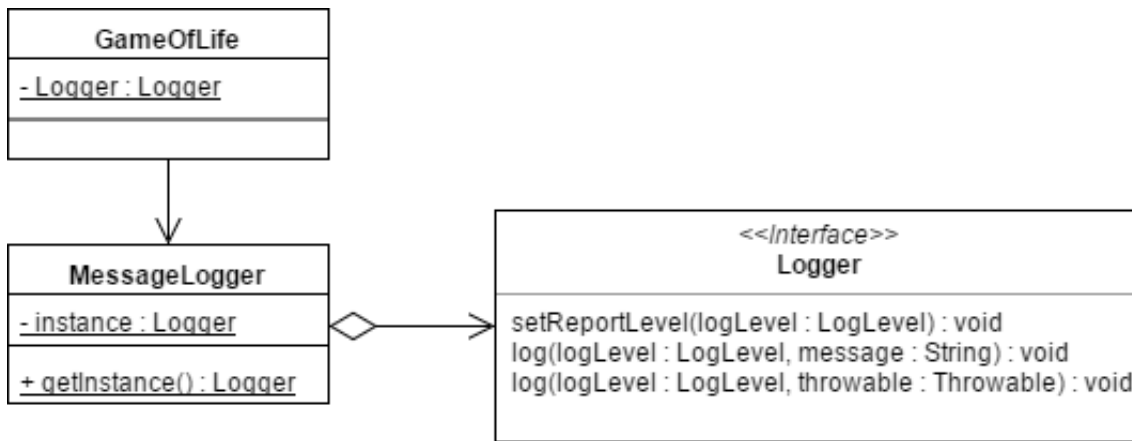 GameOfLife
- Logger : Logger
MessageLogger
- instance : Logger
+ getInstance() : Logger
<<Interface>>
Logger
setReportLevel(logLevel : LogLevel) : void
log(logLevel : LogLevel, message : String) : void
log(logLevel : LogLevel, throwable : Throwable) : void